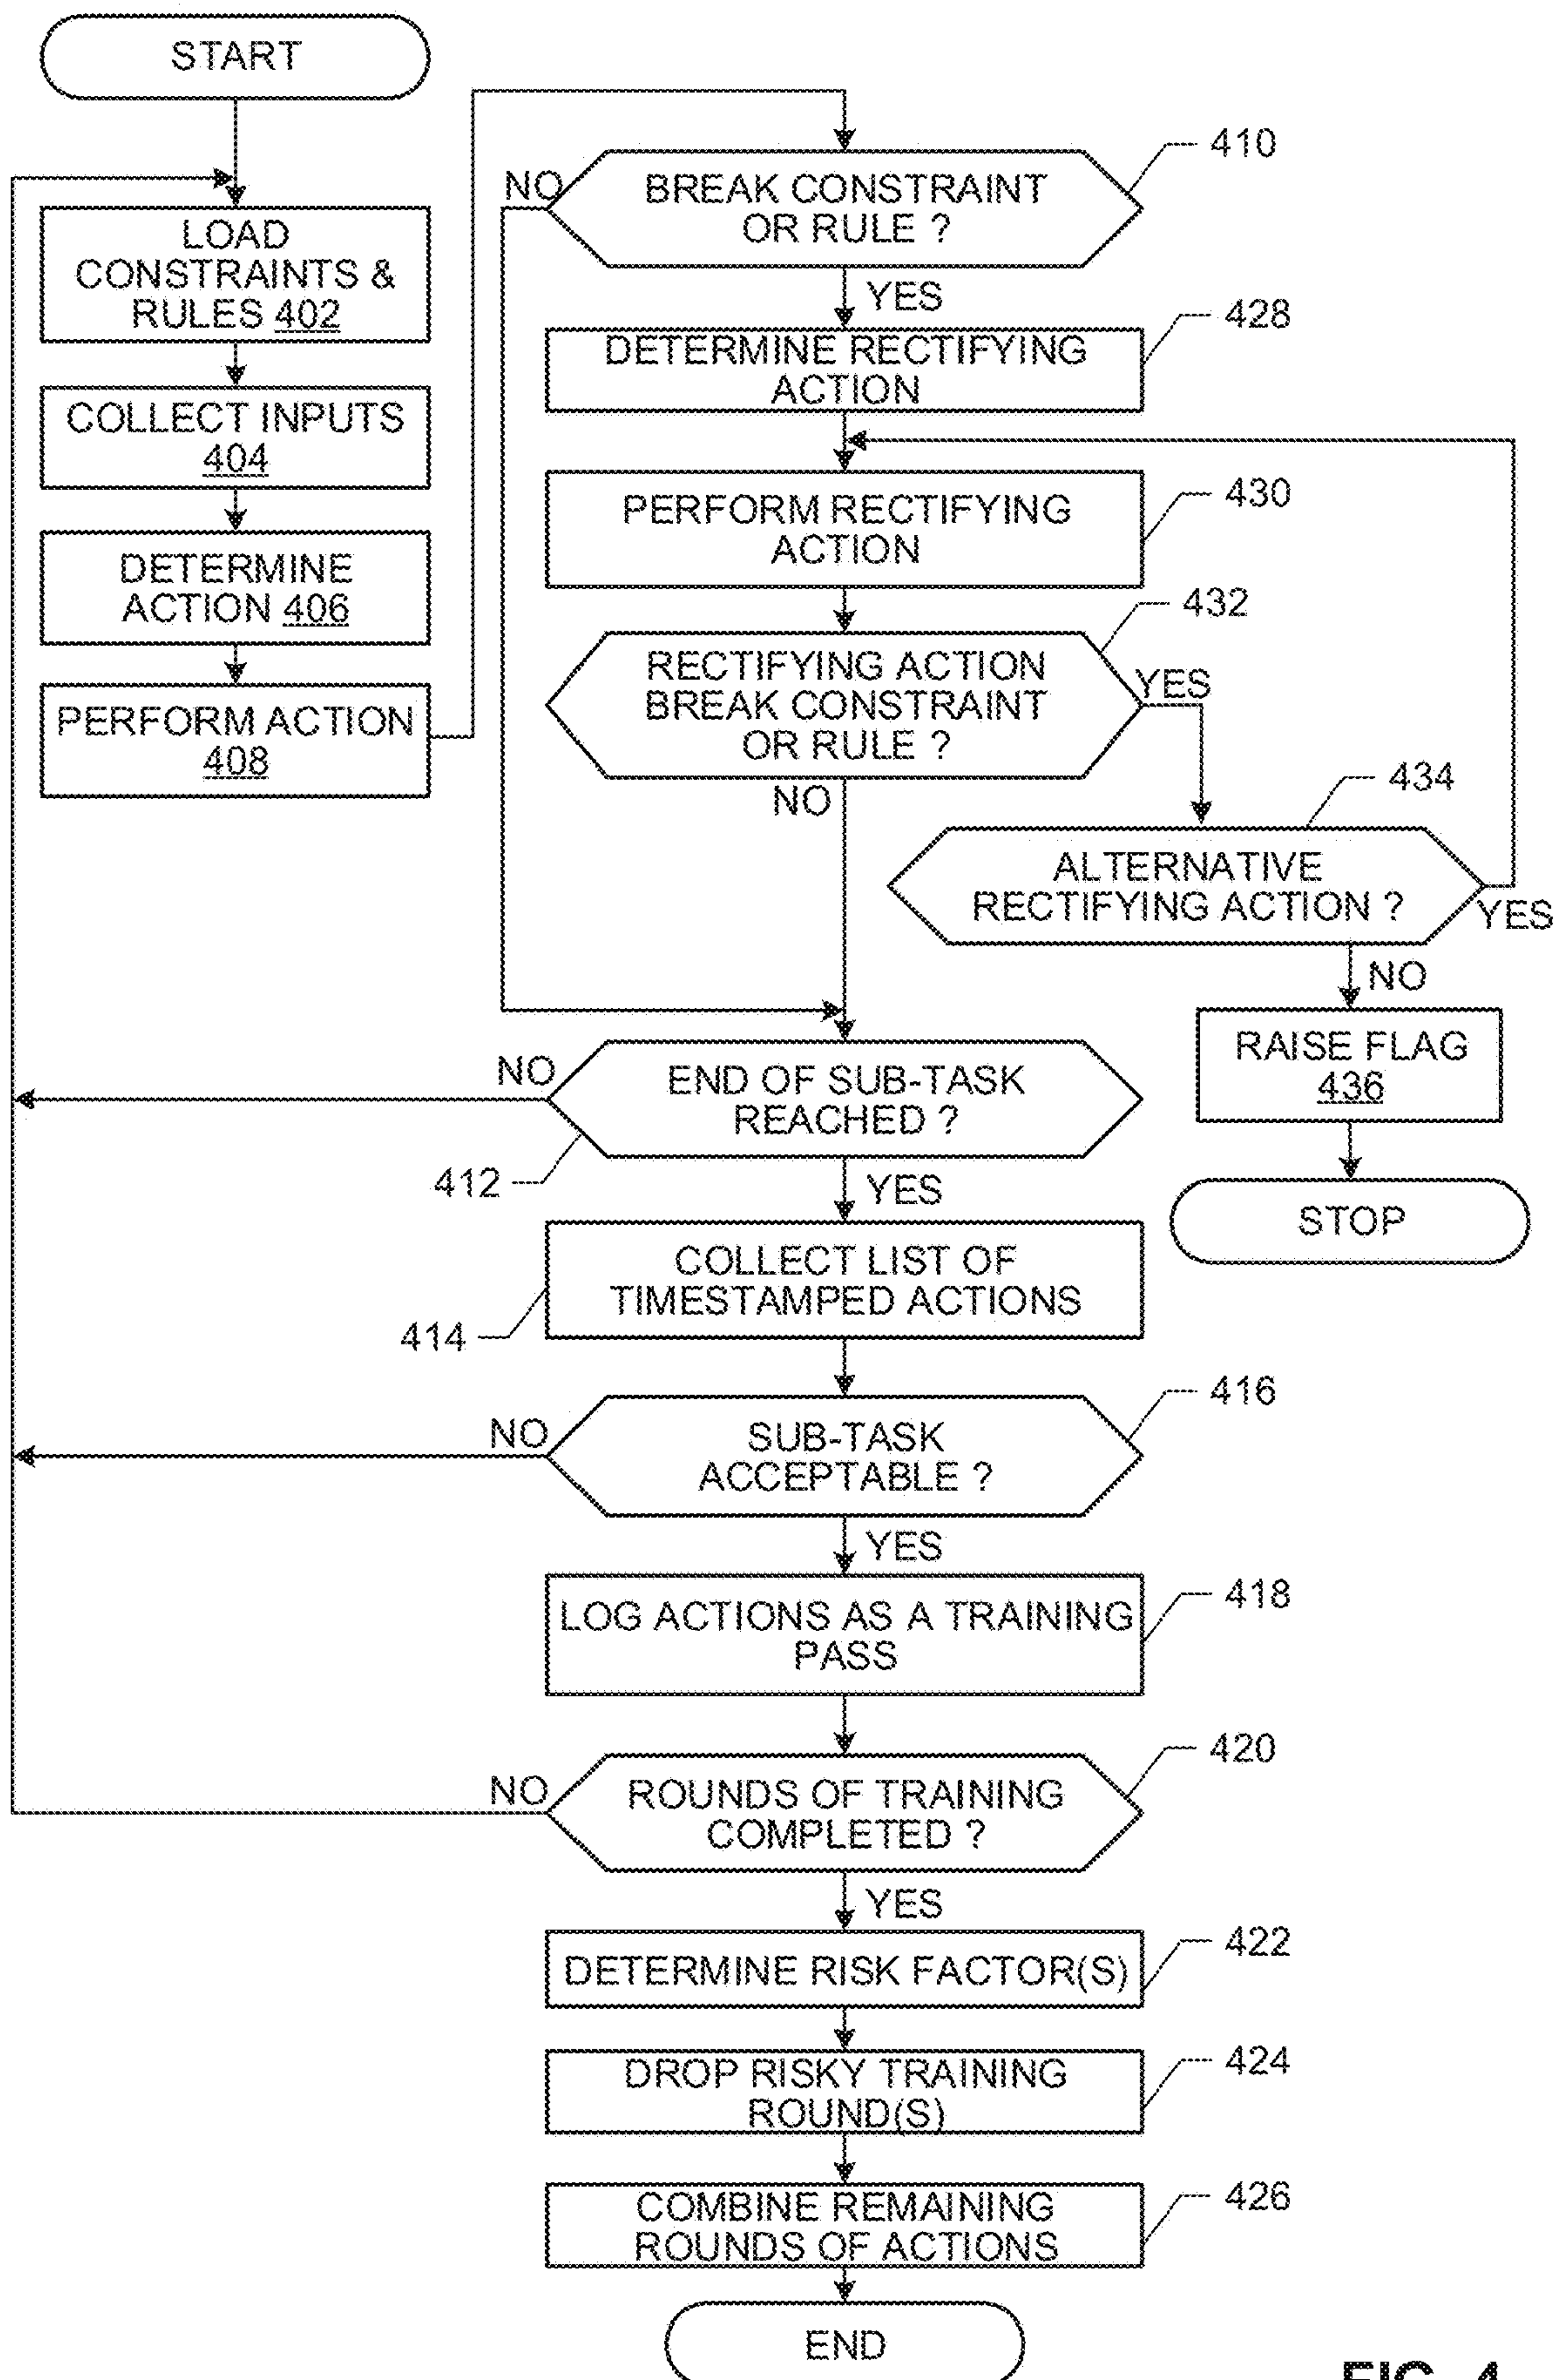 START
LOAD
CONSTRAINTS &
RULES 402
COLLECT INPUTS
404
DETERMINE
ACTION 406
PERFORM ACTION
408
BREAK CONSTRAINT
OR RULE ?
410
NO
YES
DETERMINE RECTIFYING
ACTION
428
PERFORM RECTIFYING
ACTION
430
RECTIFYING ACTION
BREAK CONSTRAINT
OR RULE ?
432
YES
NO
ALTERNATIVE
RECTIFYING ACTION ?
434
YES
NO
RAISE FLAG
436
STOP
END OF SUB-TASK
REACHED ?
NO
412
YES
COLLECT LIST OF
TIMESTAMPED ACTIONS
414
SUB-TASK
ACCEPTABLE ?
416
NO
YES
LOG ACTIONS AS A TRAINING
PASS
418
ROUNDS OF TRAINING
COMPLETED ?
420
NO
YES
DETERMINE RISK FACTOR(S)
422
DROP RISKY TRAINING
ROUND(S)
424
COMBINE REMAINING
ROUNDS OF ACTIONS
426
END
FIG. 4